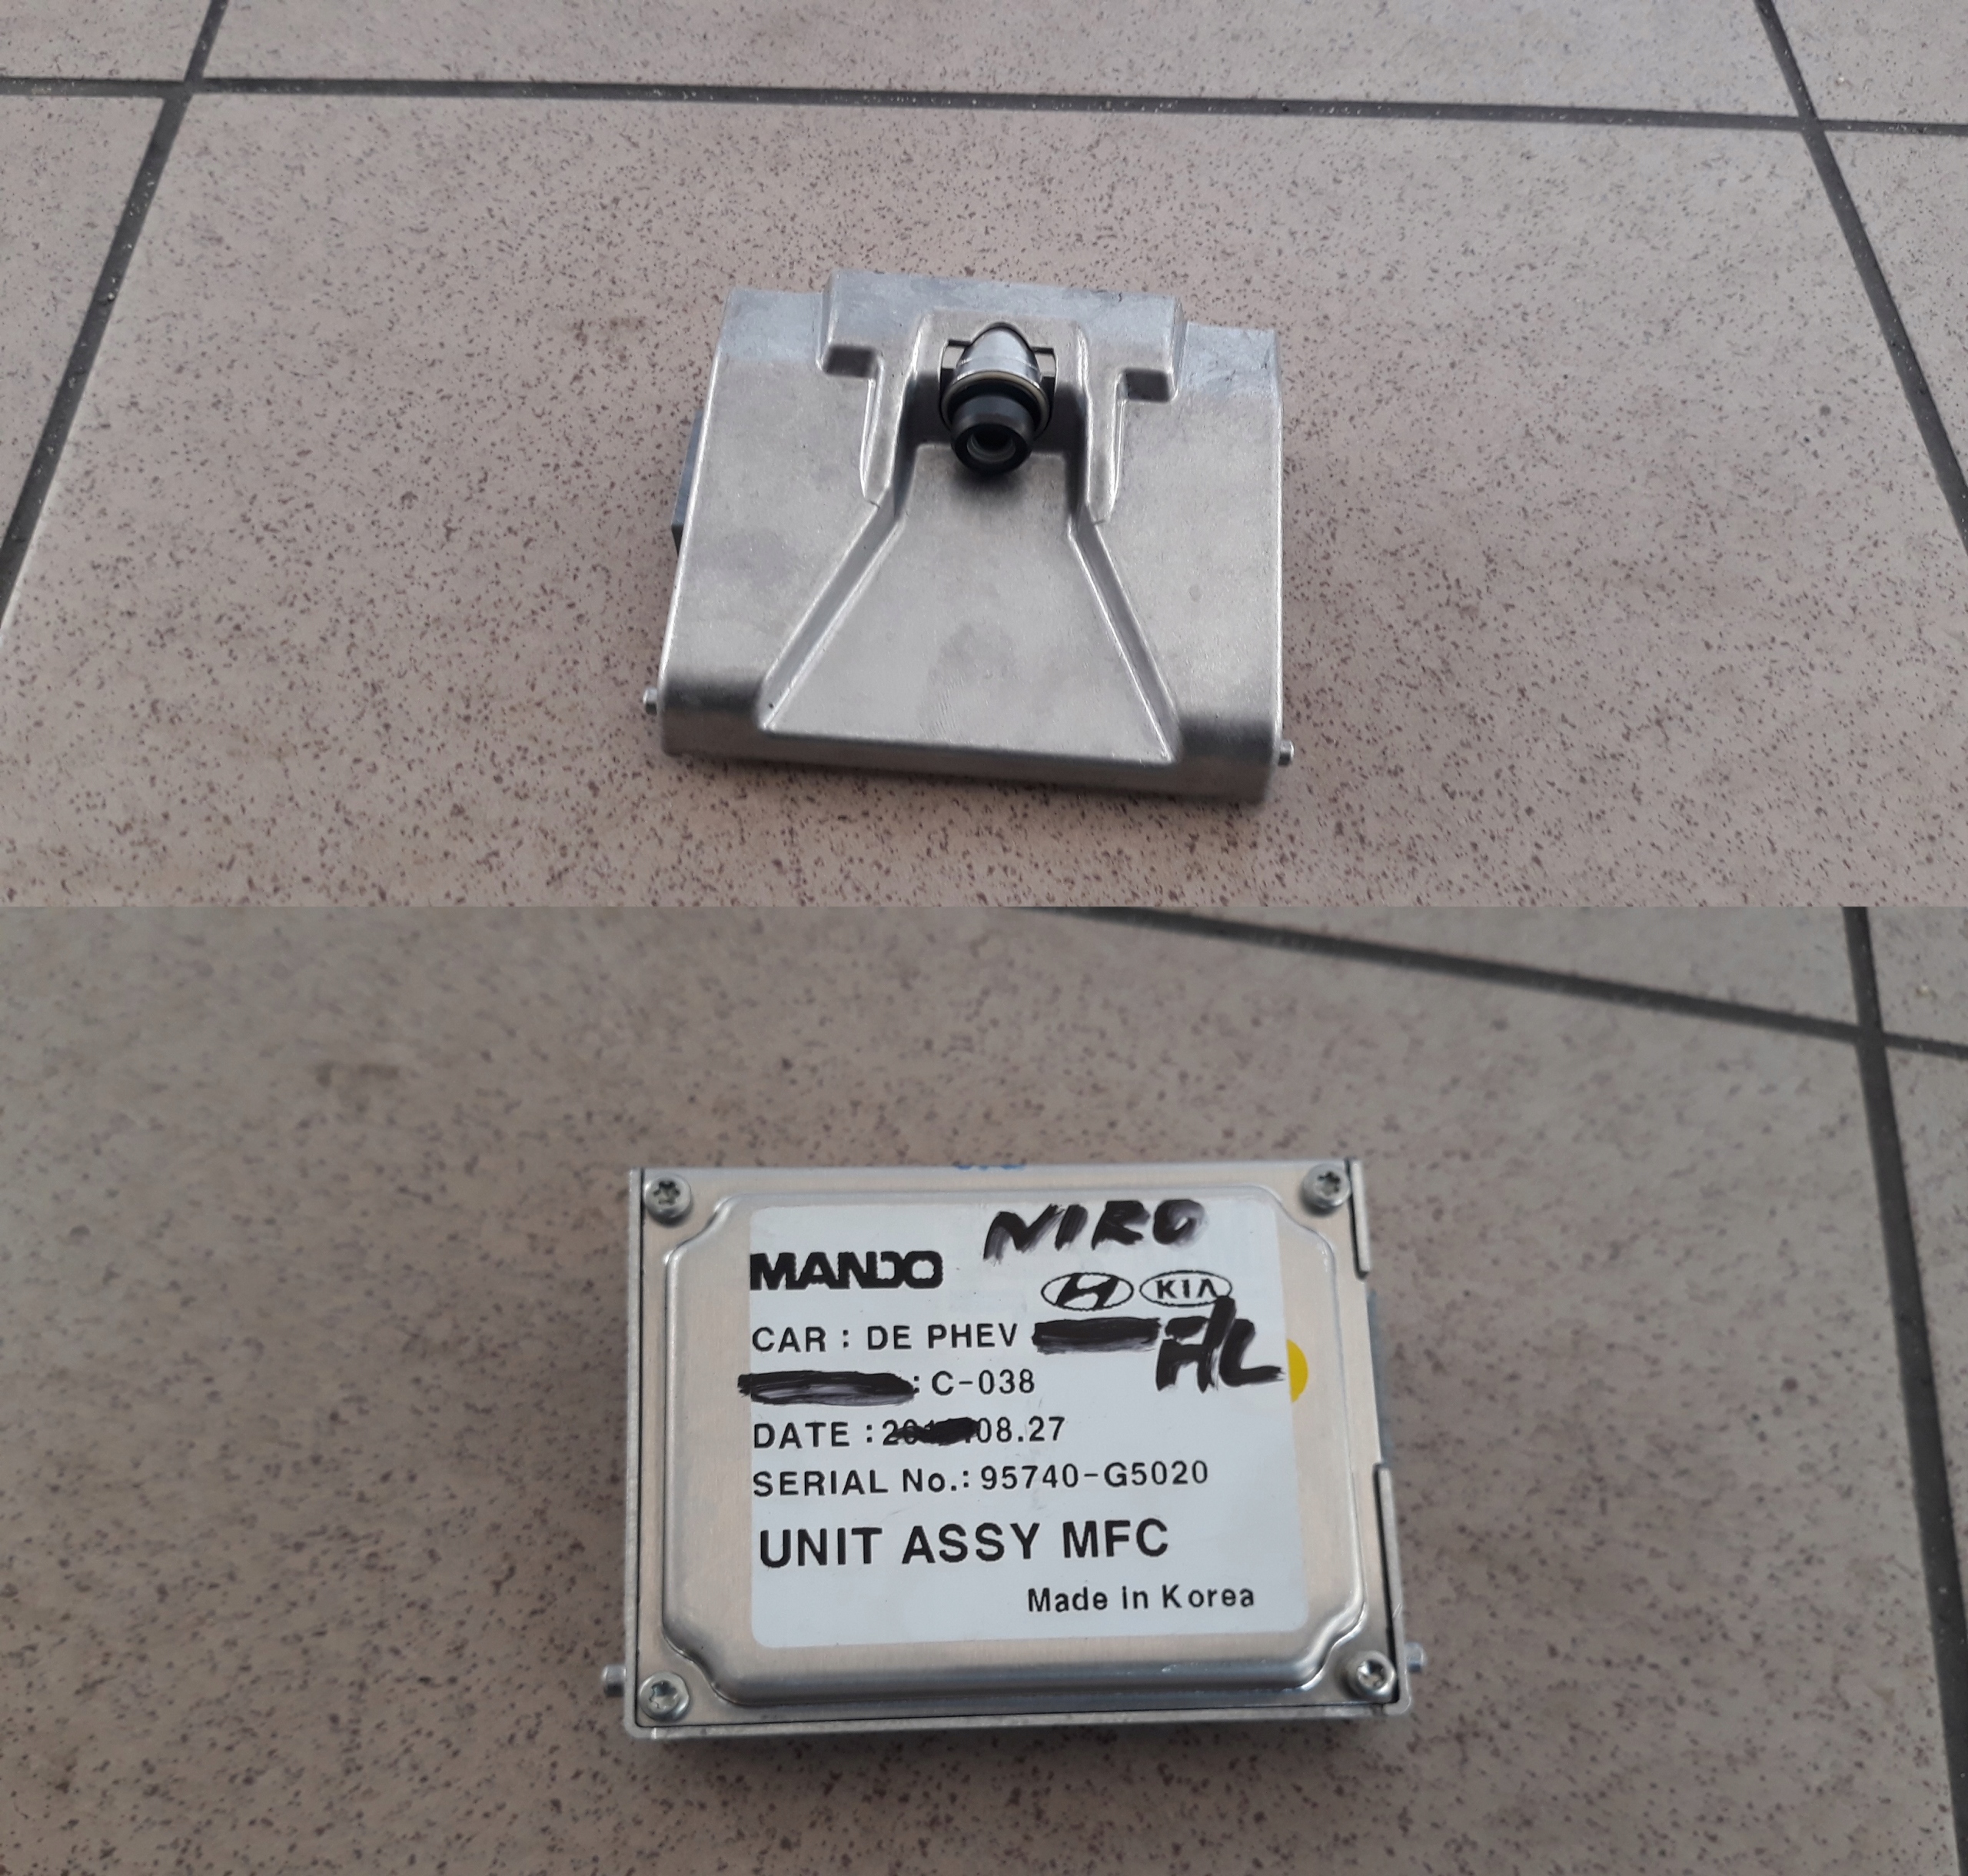 NIRO
MANDO
KIA
CAR : DE PHEV
: C-038
DATE : 2 08.27
SERIAL No.: 95740-G5020
UNIT ASSY MFC
Made in Korea